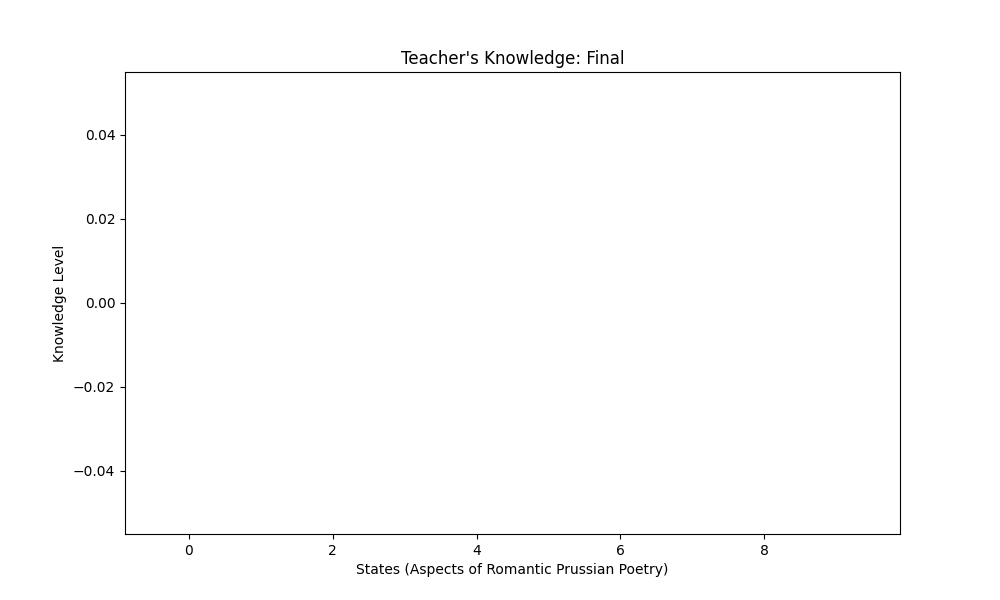 Teacher's Knowledge: Final
0.04
0.02
0.00
−0.02
−0.04
Knowledge Level
0 2 4 6 8
States (Aspects of Romantic Prussian Poetry)